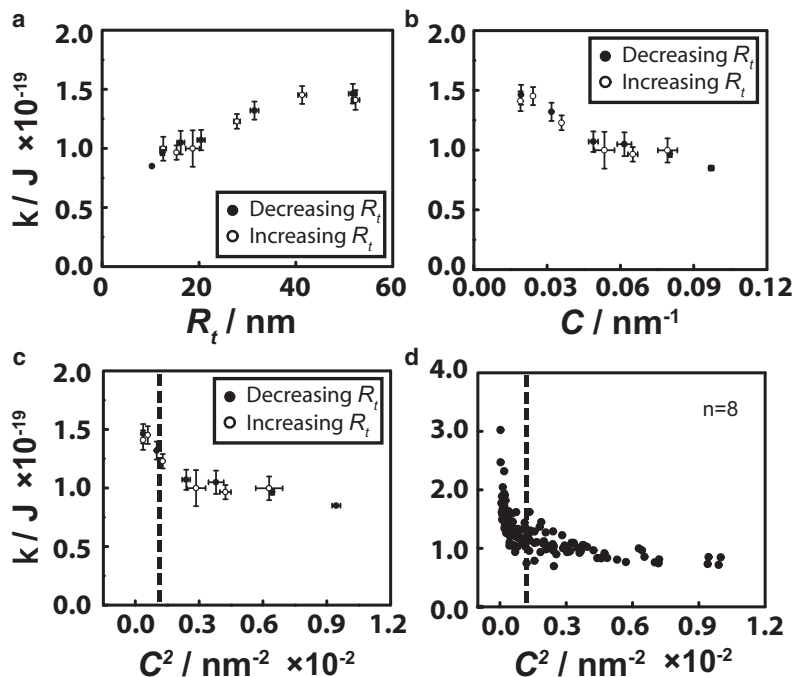 a
2.0
1.5
1.0
0.5
0.0
k / J ×10⁻¹⁹
Decreasing Rₜ
Increasing Rₜ
0 20 40 60
Rₜ / nm
b
2.0
1.5
1.0
0.5
0.0
Decreasing Rₜ
Increasing Rₜ
0.00 0.03 0.06 0.09 0.12
C / nm⁻¹
c
2.0
1.5
1.0
0.5
0.0
k / J ×10⁻¹⁹
Decreasing Rₜ
Increasing Rₜ
0.0 0.3 0.6 0.9 1.2
C² / nm⁻² ×10⁻²
d
4.0
3.0
2.0
1.0
0.0
n=8
0.0 0.3 0.6 0.9 1.2
C² / nm⁻² ×10⁻²